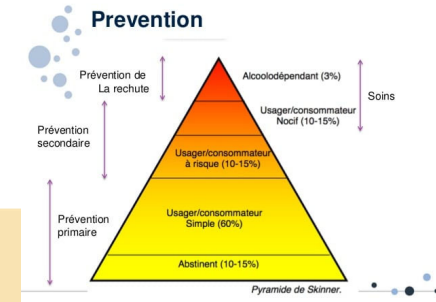 Prevention
Prévention de
La rechute
Alcoolodépendant (3%)
Usager/consommateur
Nocif (10-15%)
Soins
Prévention
secondaire
Usager/consommateur
à risque (10-15%)
Prévention
primaire
Usager/consommateur
Simple (60%)
Abstinent (10-15%)
Pyramide de Skinner.